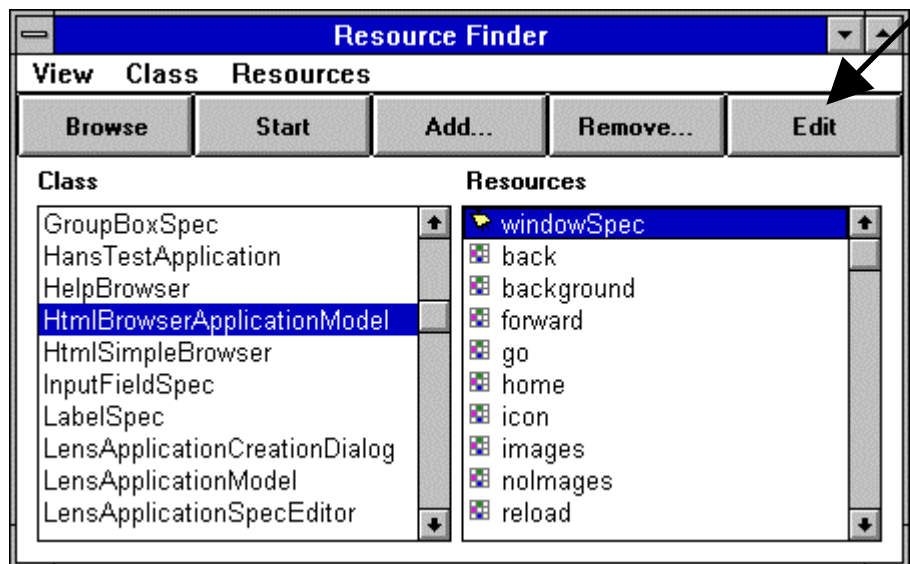 Resource Finder
View Class Resources
Browse Start Add... Remove... Edit
Class Resources
GroupBoxSpec
HansTestApplication
HelpBrowser
HtmlBrowserApplicationModel
HtmlSimpleBrowser
InputFieldSpec
LabelSpec
LensApplicationCreationDialog
LensApplicationModel
LensApplicationSpecEditor
windowSpec
back
background
forward
go
home
icon
images
noImages
reload